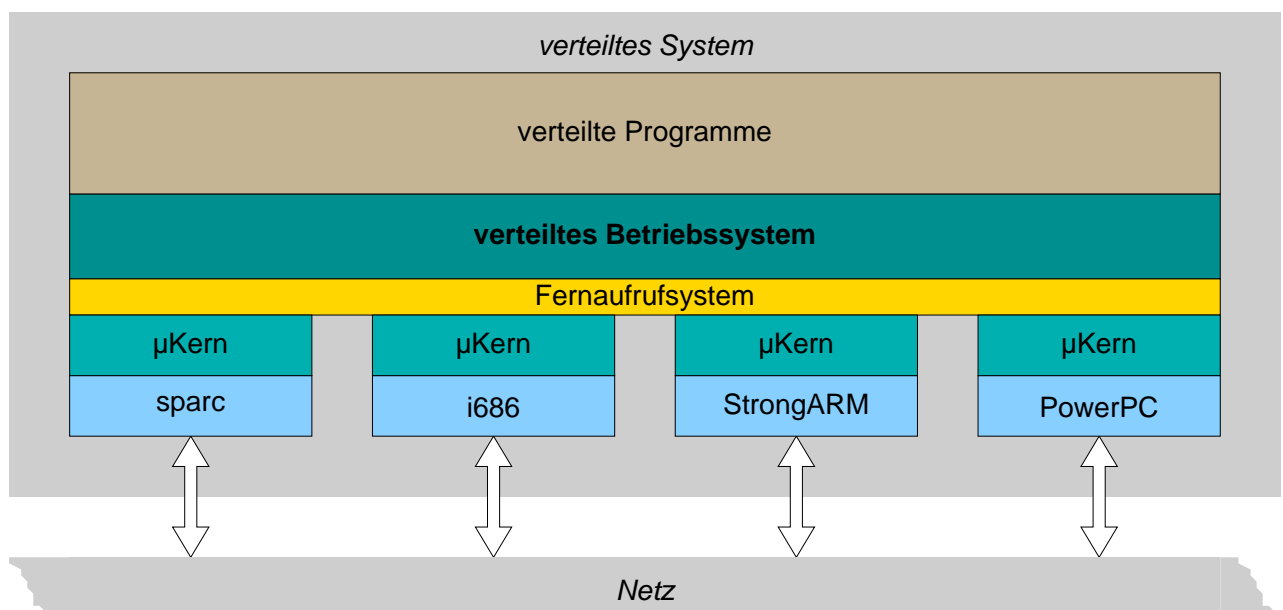 verteiltes System
verteilte Programme
verteiltes Betriebssystem
Fernaufrufsystem
µKern µKern µKern µKern
sparc i686 StrongARM PowerPC
Netz